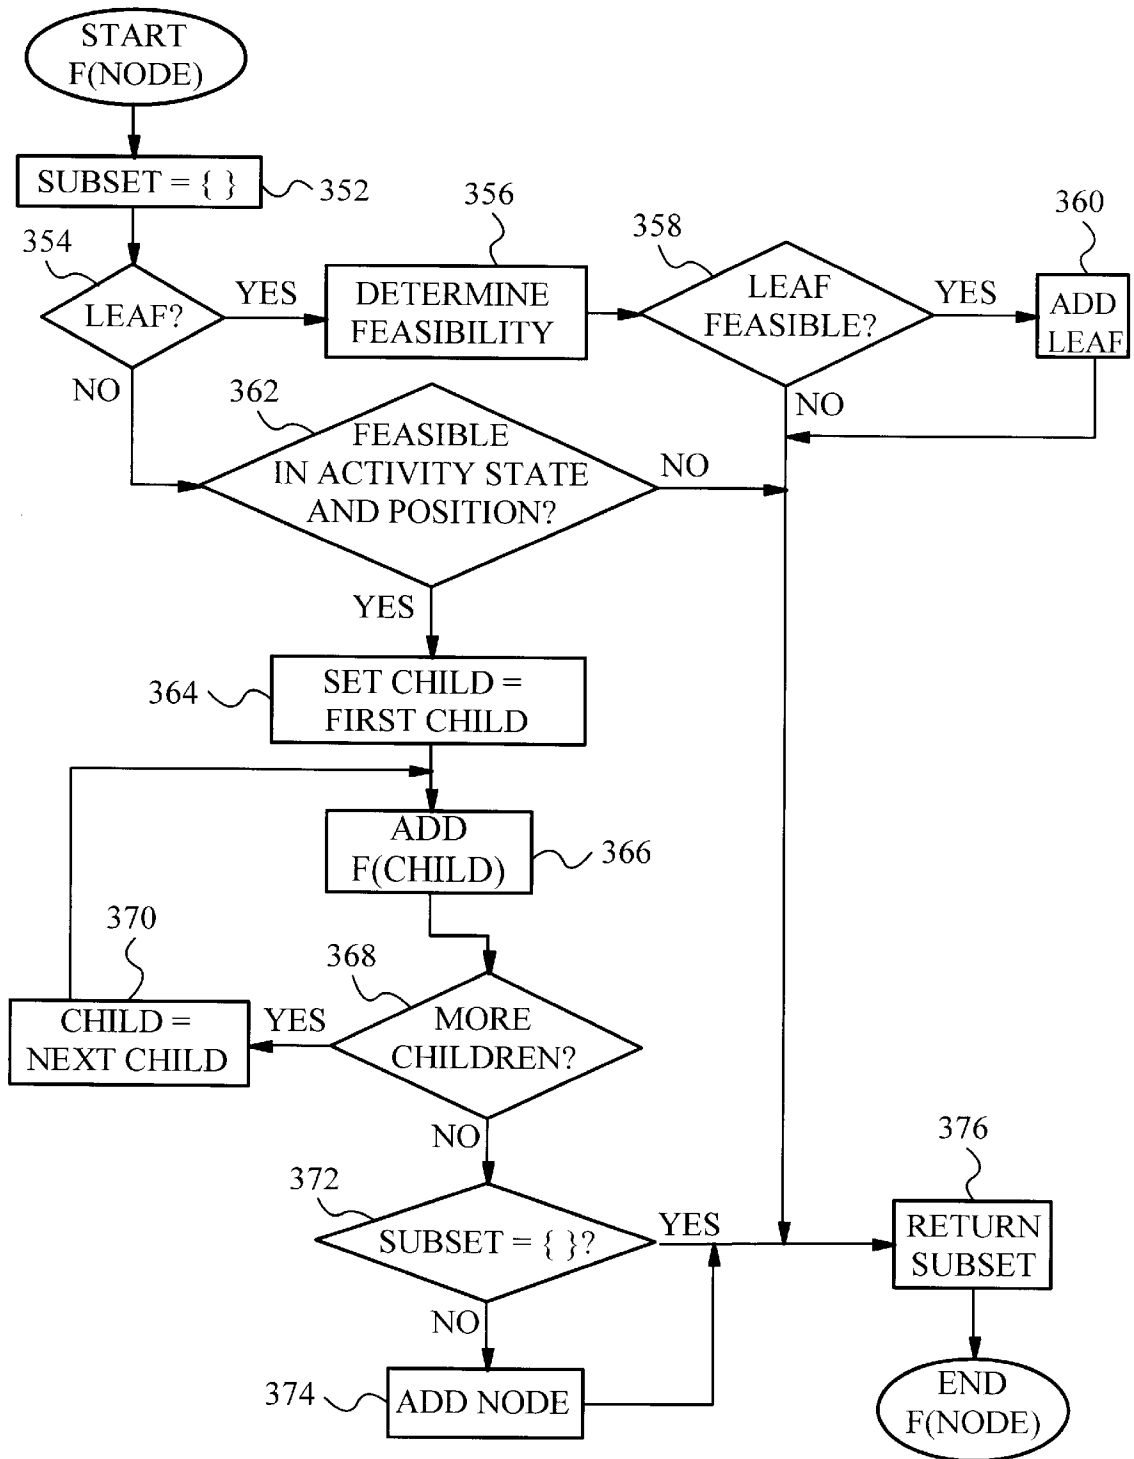 START
F(NODE)
SUBSET = { }
352
354
LEAF?
YES
NO
356
DETERMINE
FEASIBILITY
358
LEAF
FEASIBLE?
YES
NO
360
ADD
LEAF
362
FEASIBLE
IN ACTIVITY STATE
AND POSITION?
NO
YES
364
SET CHILD =
FIRST CHILD
ADD
F(CHILD)
366
370
CHILD =
NEXT CHILD
368
MORE
CHILDREN?
YES
NO
372
SUBSET = { }?
YES
NO
374
ADD NODE
376
RETURN
SUBSET
END
F(NODE)